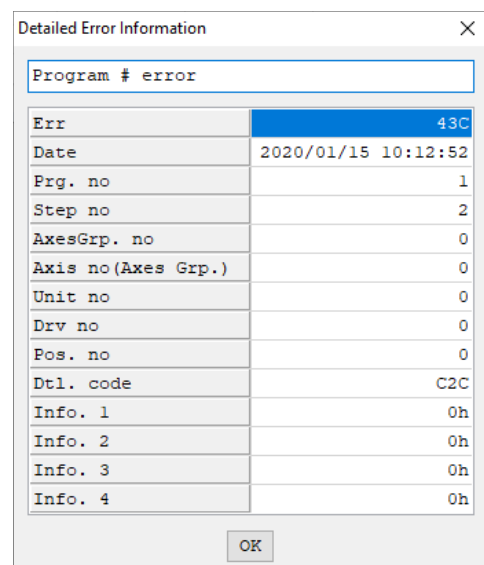 Detailed Error Information
Program # error
Err 43C
Date 2020/01/15 10:12:52
Prg. no 1
Step no 2
AxesGrp. no 0
Axis no(Axes Grp.) 0
Unit no 0
Drv no 0
Pos. no 0
Dtl. code C2C
Info. 1 0h
Info. 2 0h
Info. 3 0h
Info. 4 0h
OK